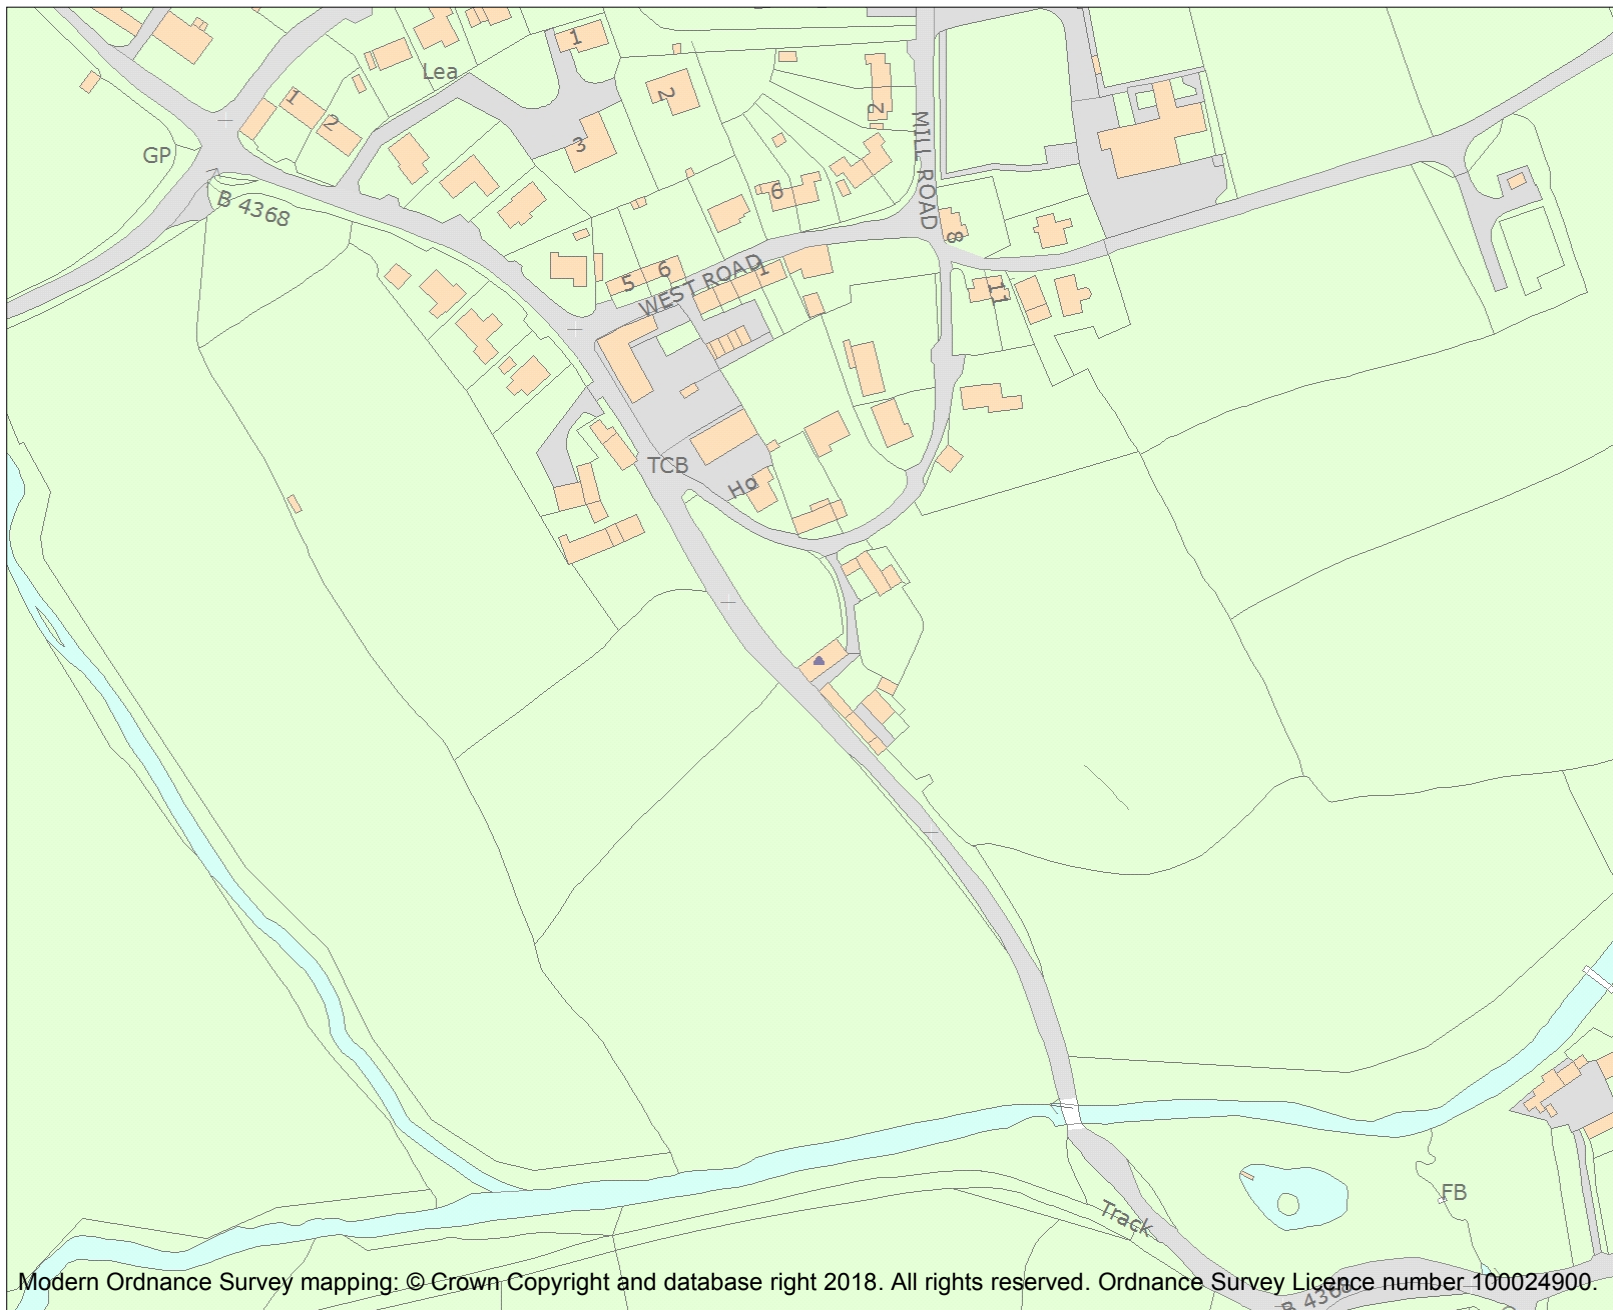 1
Lea
2
1
2
2
3
GP
MILL ROAD
B 4368
6
8
5
6
WEST ROAD
1
11
TCB
Ho
FB
Track
B 4368
Modern Ordnance Survey mapping: © Crown Copyright and database right 2018. All rights reserved. Ordnance Survey Licence number 100024900.